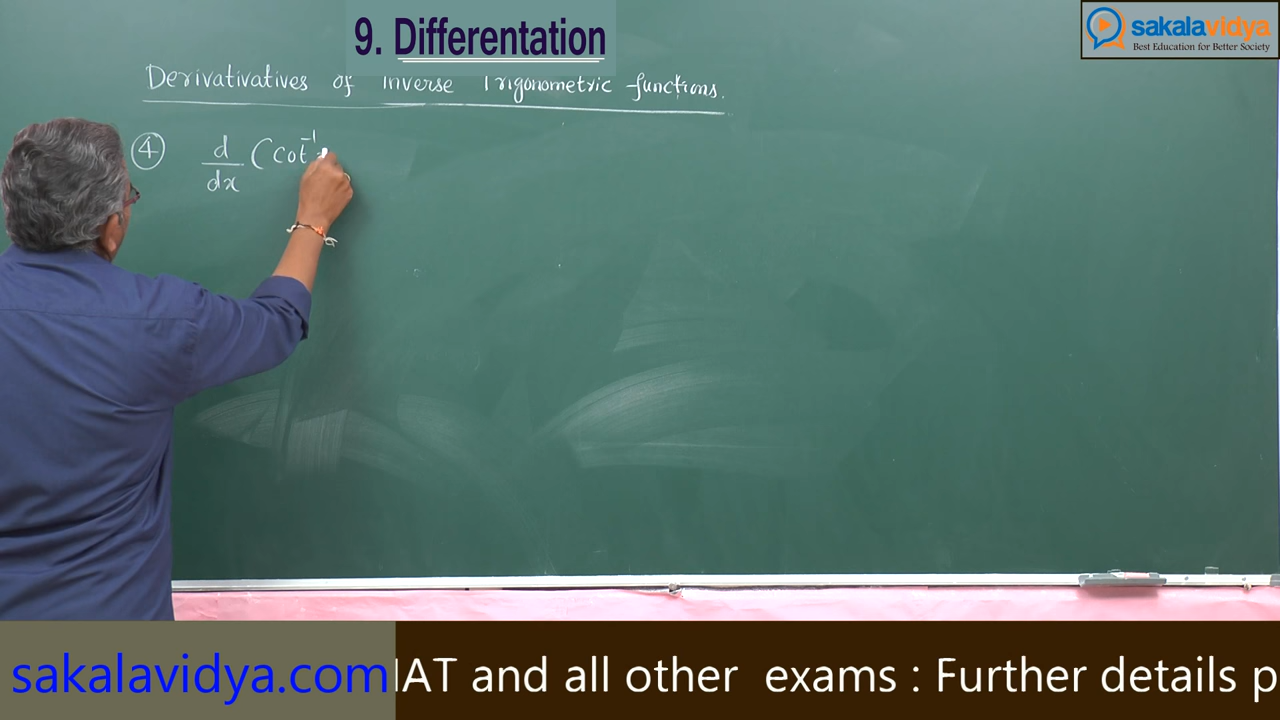 9. Differentation
sakalavidya
Best Education for Better Society
Derivativatives of Inverse Trigonometric functions.
④ d/dx (Cot⁻¹
sakalavidya.com
IAT and all other exams : Further details p